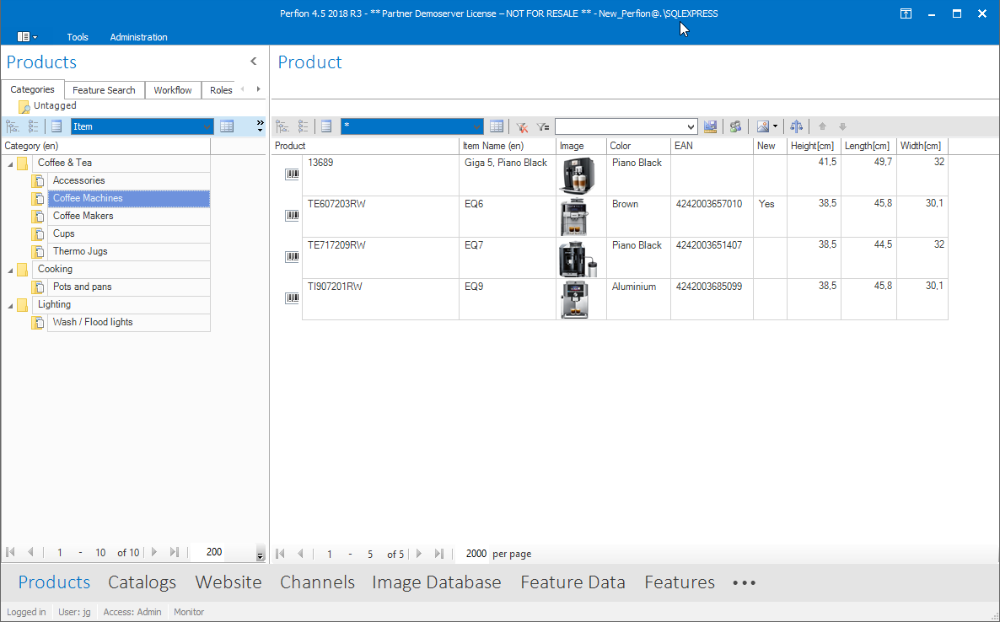 Perfion 4.5 2018 R3 - ** Partner Demoserver License – NOT FOR RESALE ** - New_Perfion@.\SQLEXPRESS
Tools Administration
Products
Product
Categories Feature Search Workflow Roles
Untagged
Item
*
Category (en)
Product Item Name (en) Image Color EAN New Height[cm] Length[cm] Width[cm]
Coffee & Tea
Accessories
Coffee Machines
Coffee Makers
Cups
Thermo Jugs
Cooking
Pots and pans
Lighting
Wash / Flood lights
13689 Giga 5, Piano Black Piano Black 41,5 49,7 32
TE607203RW EQ6 Brown 4242003657010 Yes 38,5 45,8 30,1
TE717209RW EQ7 Piano Black 4242003651407 38,5 44,5 32
TI907201RW EQ9 Aluminium 4242003685099 38,5 45,8 30,1
1 - 10 of 10 200
1 - 5 of 5 2000 per page
Products Catalogs Website Channels Image Database Feature Data Features •••
Logged in User: jg Access: Admin Monitor